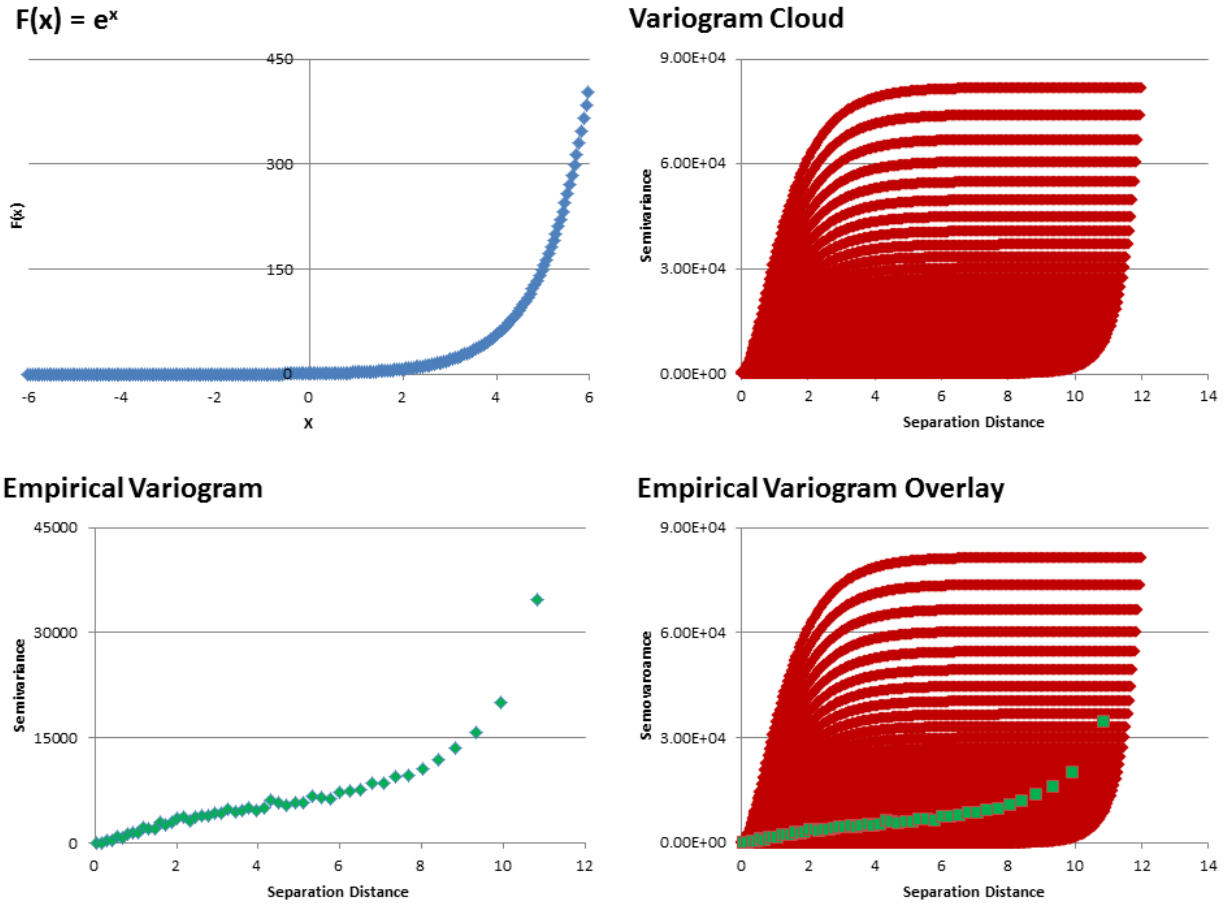 F(x) = eˣ
450
300
150
0
F(x)
-6 -4 -2 0 2 4 6
X
Variogram Cloud
9.00E+04
6.00E+04
3.00E+04
0.00E+00
Semivariance
0 2 4 6 8 10 12 14
Separation Distance
Empirical Variogram
45000
30000
15000
0
Semivariance
0 2 4 6 8 10 12
Separation Distance
Empirical Variogram Overlay
9.00E+04
6.00E+04
3.00E+04
0.00E+00
Semovaroamce
0 2 4 6 8 10 12 14
Separation Distance